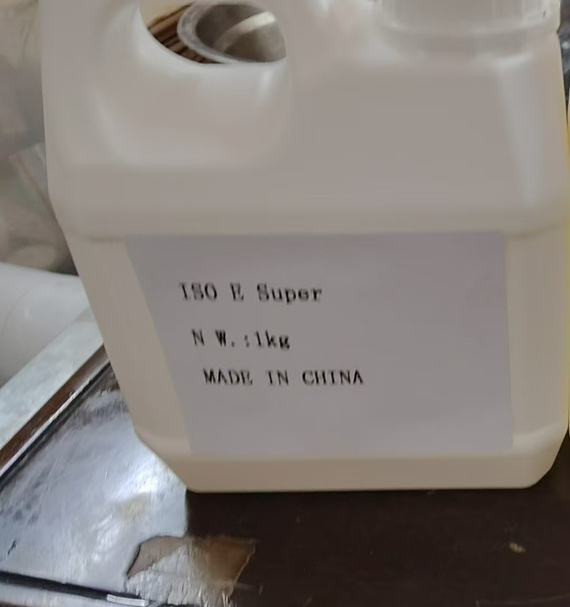 ISO E Super
N W.:1kg
MADE IN CHINA